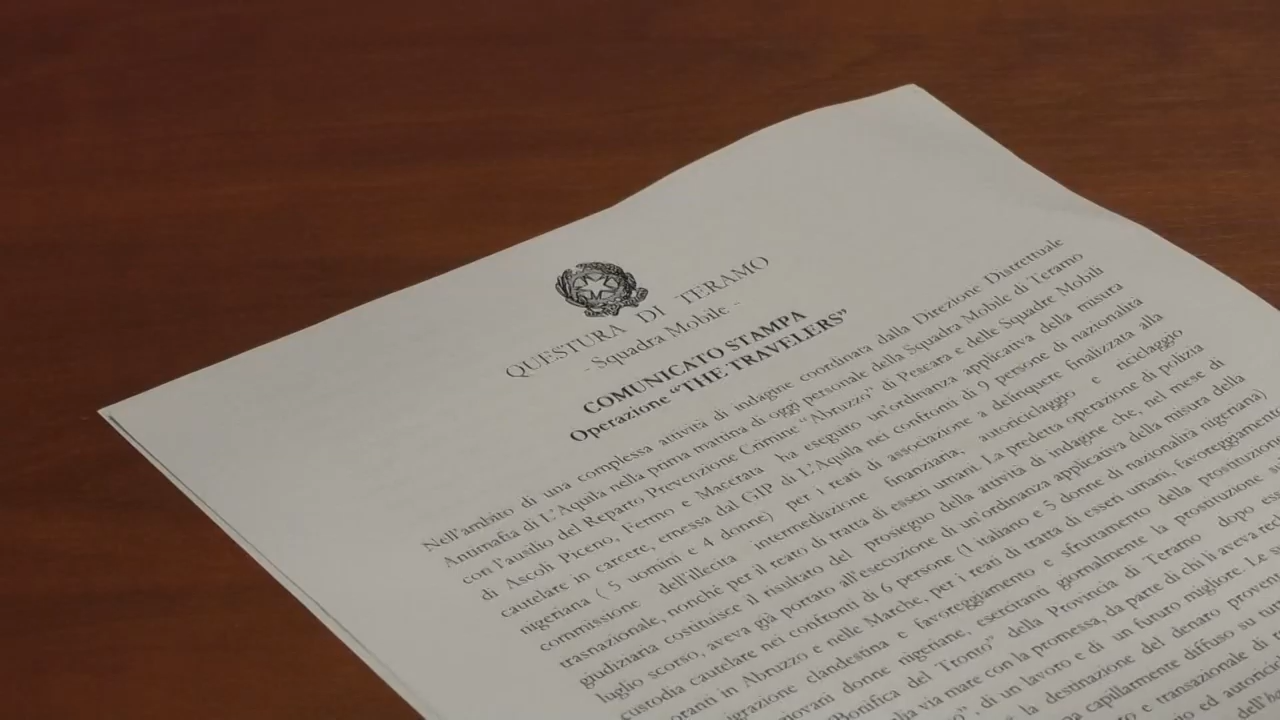 QUESTURA DI TERAMO
- Squadra Mobile -
COMUNICATO STAMPA
Operazione "THE TRAVELERS"
Nell'ambito di una complessa attività di indagine coordinata dalla Direzione Distrettuale
Antimafia di L'Aquila nella prima mattina di oggi personale della Squadra Mobile di Teramo
con l'ausilio del Reparto Prevenzione Crimine "Abruzzo" di Pescara e delle Squadre Mobili
di Ascoli Piceno, Fermo e Macerata ha eseguito un'ordinanza applicativa della misura
cautelare in carcere, emessa dal GIP di L'Aquila nei confronti di 9 persone di nazionalità
nigeriana ( 5 uomini e 4 donne) per i reati di associazione a delinquere finalizzata alla
commissione dell'illecita intermediazione finanziaria, autoriciclaggio e riciclaggio
trasnazionale, nonché per il reato di tratta di esseri umani. La predetta operazione di polizia
giudiziaria costituisce il risultato del prosieguo della attività di indagine che, nel mese di
luglio scorso, aveva già portato all'esecuzione di un'ordinanza applicativa della misura della
custodia cautelare nei confronti di 6 persone (1 italiano e 5 donne di nazionalità nigeriana)
oranti in Abruzzo e nelle Marche, per i reati di tratta di esseri umani, favoreggiamento
migrazione clandestina e favoreggiamento e sfruttamento della prostituzione
giovani donne nigeriane, esercitanti giornalmente la prostituzione
"Bonifica del Tronto" della Provincia di Teramo dopo
via mare con la promessa, da parte di chi li aveva
di un lavoro e di un futuro migliore. Le
la destinazione del denaro
capillarmente diffuso su
e transazionale di
ed
dell'